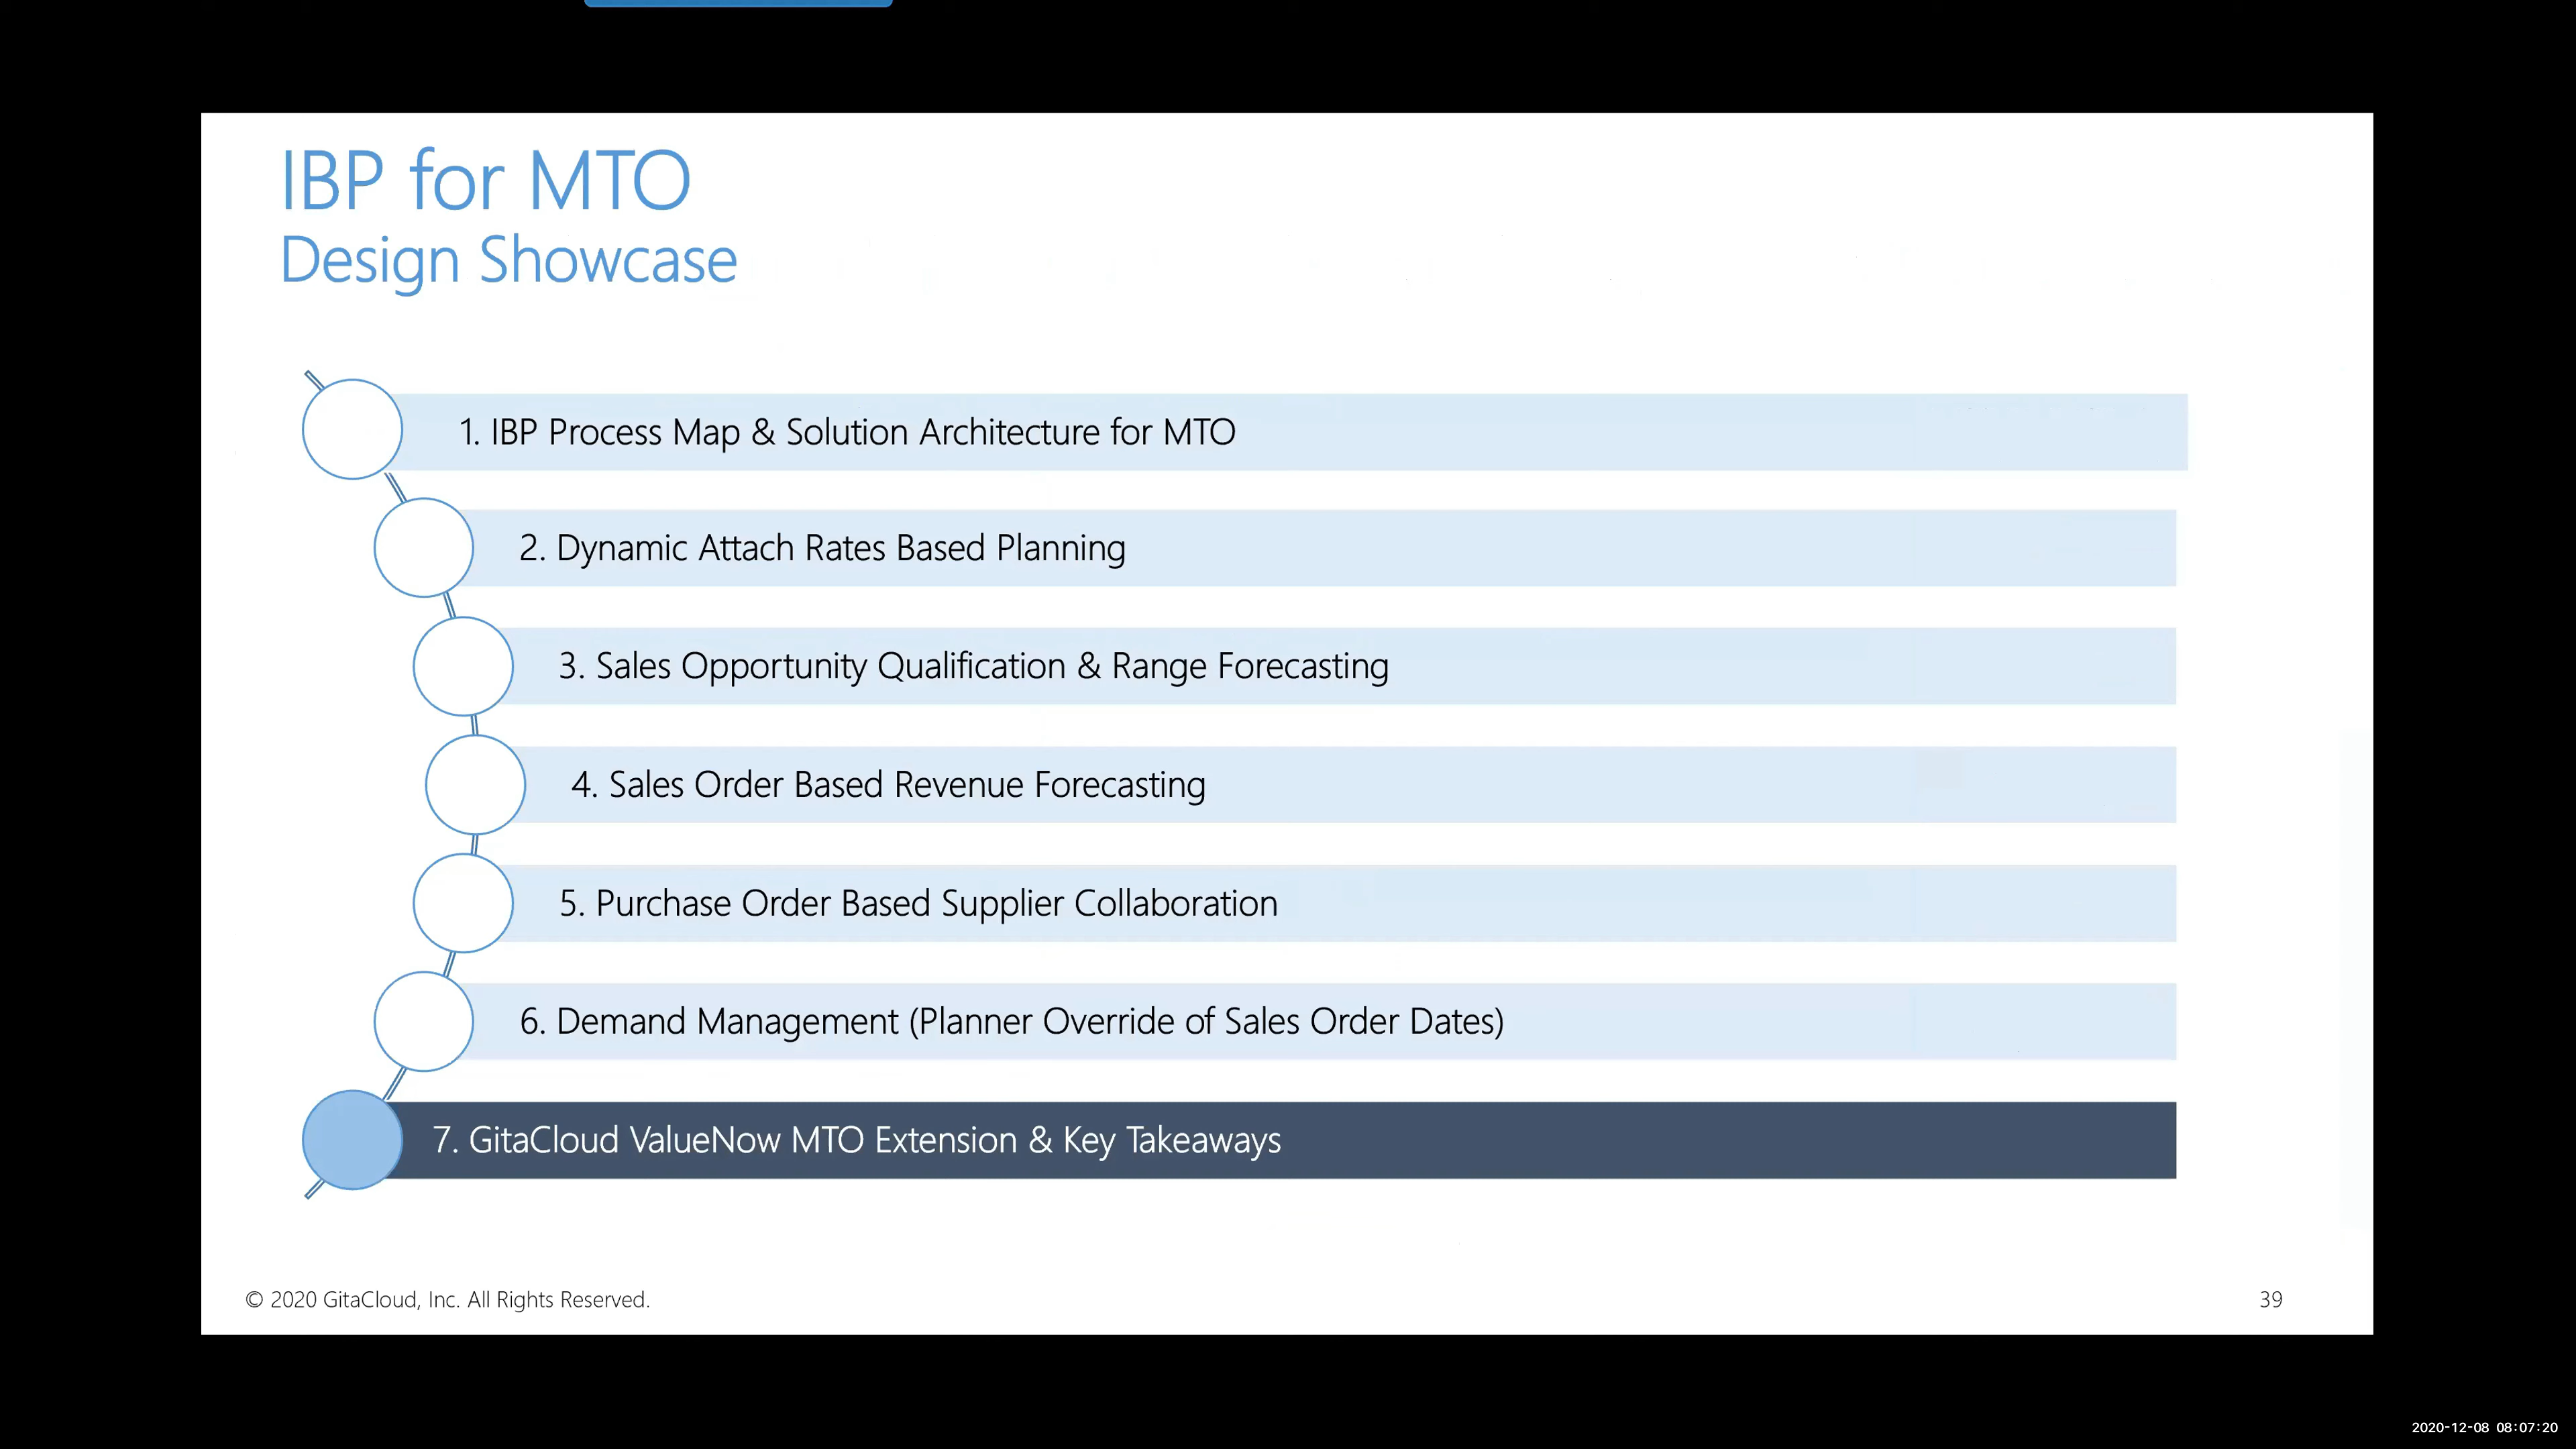 IBP for MTO
Design Showcase
1. IBP Process Map & Solution Architecture for MTO
2. Dynamic Attach Rates Based Planning
3. Sales Opportunity Qualification & Range Forecasting
4. Sales Order Based Revenue Forecasting
5. Purchase Order Based Supplier Collaboration
6. Demand Management (Planner Override of Sales Order Dates)
7. GitaCloud ValueNow MTO Extension & Key Takeaways
© 2020 GitaCloud, Inc. All Rights Reserved.
39
2020-12-08 08:07:20